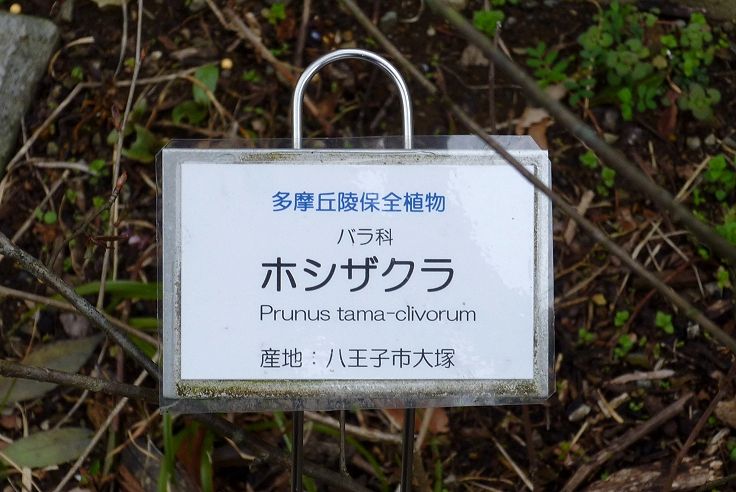 多摩丘陵保全植物
バラ科
ホシザクラ
Prunus tama-clivorum
産地：八王子市大塚